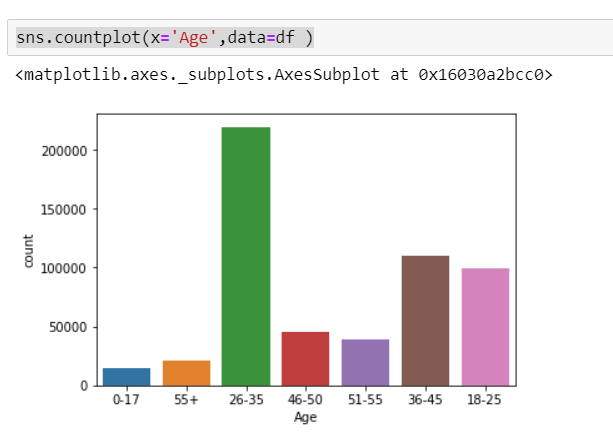 sns.countplot(x='Age',data=df )
<matplotlib.axes._subplots.AxesSubplot at 0x16030a2bcc0>
200000
150000
100000
50000
0
count
0-17 55+ 26-35 46-50 51-55 36-45 18-25
Age